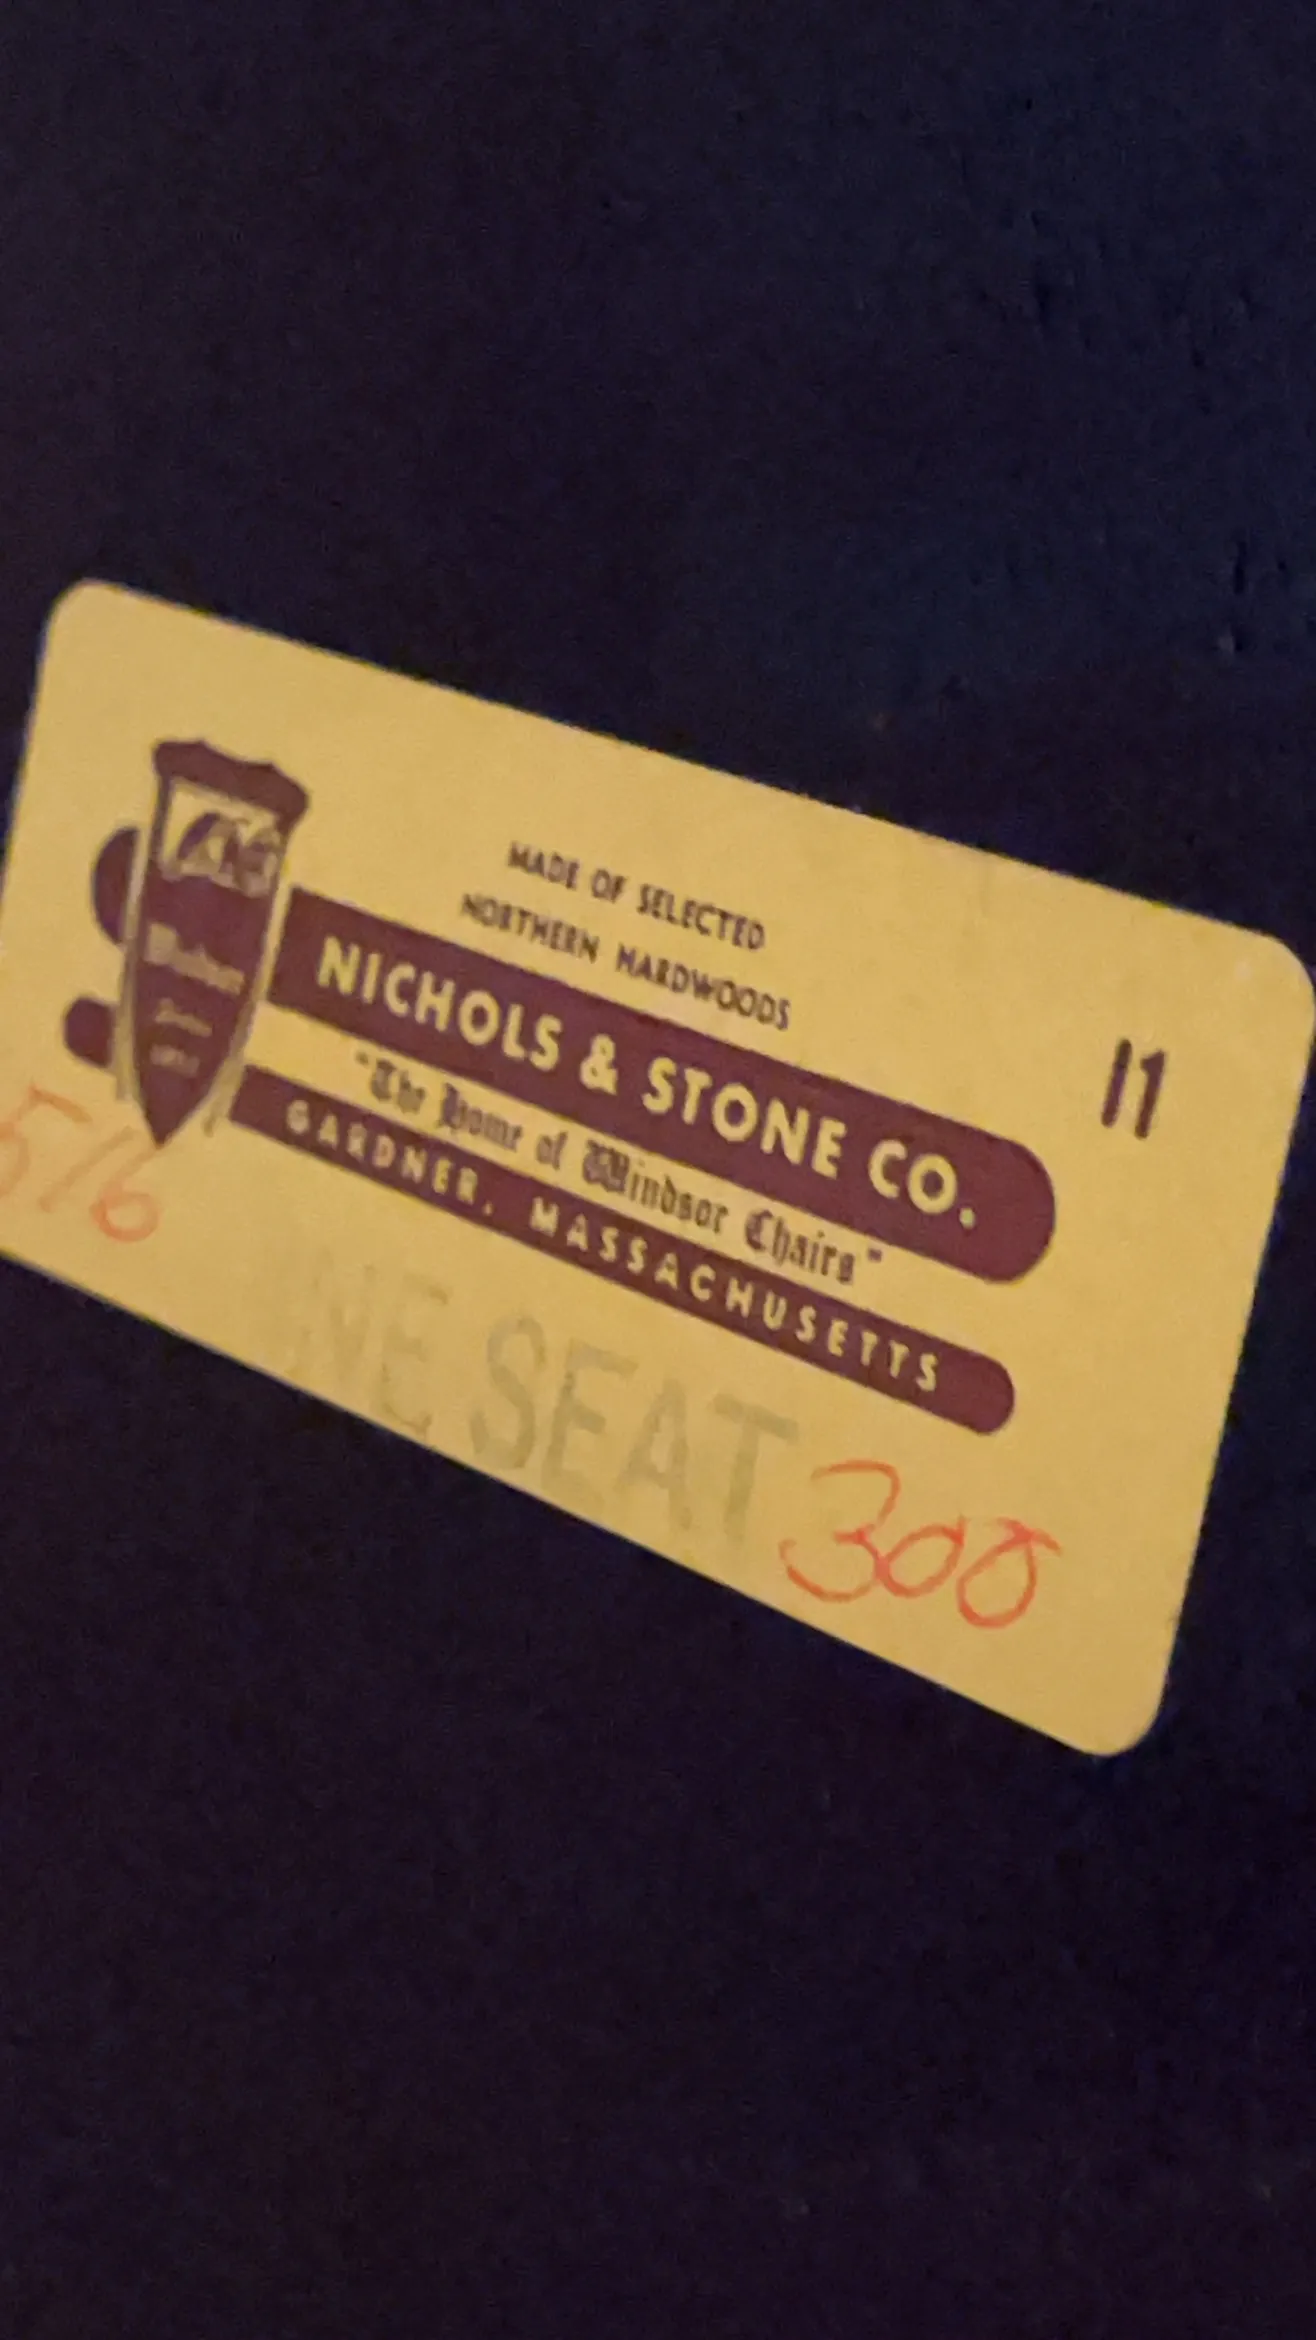 MADE OF SELECTED
NORTHERN HARDWOODS
NICHOLS & STONE CO.
11
"The Home of Windsor Chairs"
GARDNER, MASSACHUSETTS
516
NE SEAT
300